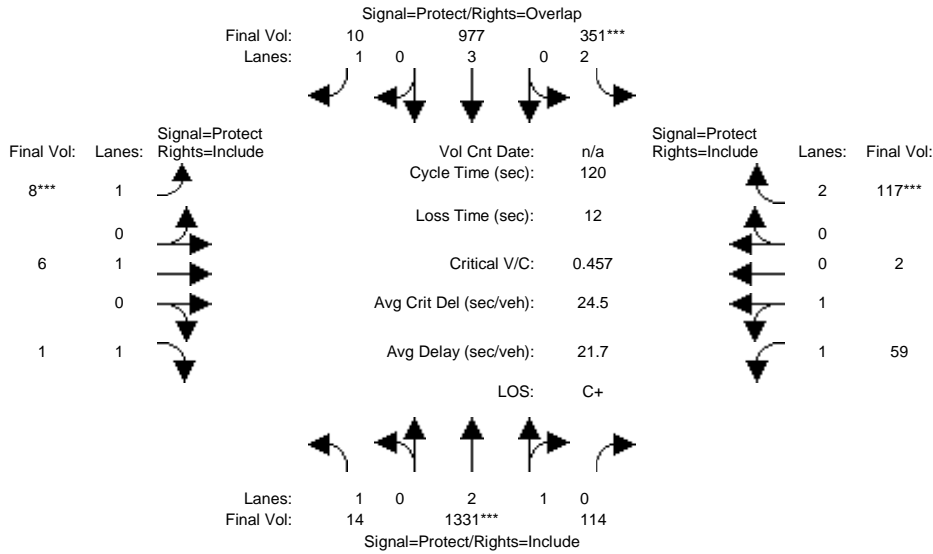 Signal=Protect/Rights=Overlap
Final Vol: 10 977 351***
Lanes: 1 0 3 0 2
Signal=Protect
Final Vol: Lanes: Rights=Include
Vol Cnt Date: n/a
Signal=Protect
Rights=Include Lanes: Final Vol:
Cycle Time (sec): 120
8*** 1
2 117***
Loss Time (sec): 12
0
0
6 1
Critical V/C: 0.457
0 2
0
Avg Crit Del (sec/veh): 24.5
1
1 1
Avg Delay (sec/veh): 21.7
1 59
LOS: C+
Lanes: 1 0 2 1 0
Final Vol: 14 1331*** 114
Signal=Protect/Rights=Include